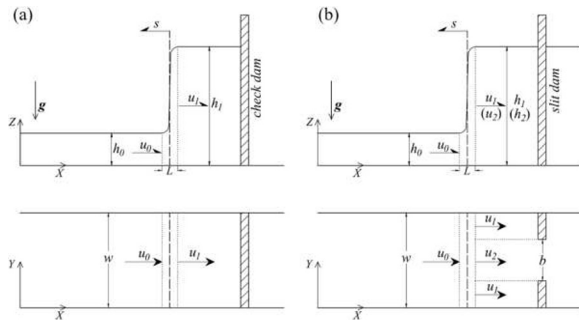 (a)
s
g
u₁
h₁
check dam
Z
h₀
u₀
X
L
Y
w
u₀
u₁
X
(b)
s
g
u₁
(u₂)
h₁
(h₂)
slit dam
Z
h₀
u₀
X
L
u₁
Y
w
u₀
u₂
b
u₁
X